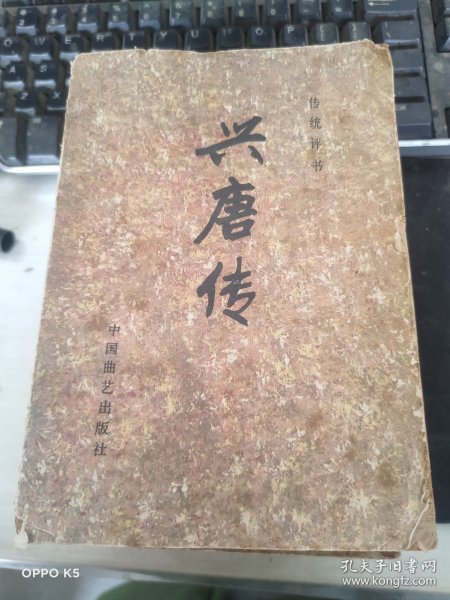 传统评书
兴唐传
中国曲艺出版社
OPPO K5
孔夫子旧书网
www.kongfz.com